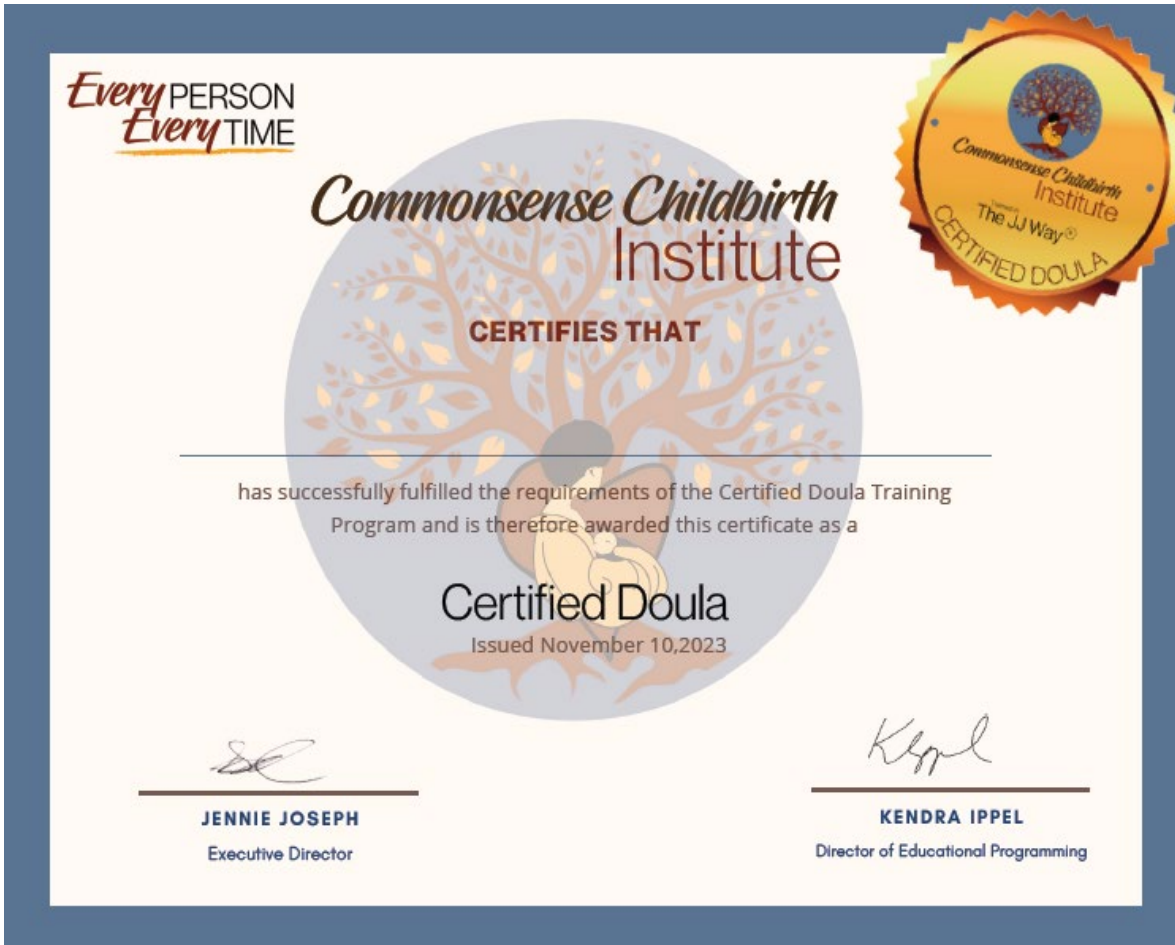 Every PERSON
Every TIME
Commonsense Childbirth
Institute
The JJ Way®
CERTIFIED DOULA
Commonsense Childbirth
Institute
CERTIFIES THAT
has successfully fulfilled the requirements of the Certified Doula Training
Program and is therefore awarded this certificate as a
Certified Doula
Issued November 10,2023
JENNIE JOSEPH
Executive Director
KENDRA IPPEL
Director of Educational Programming